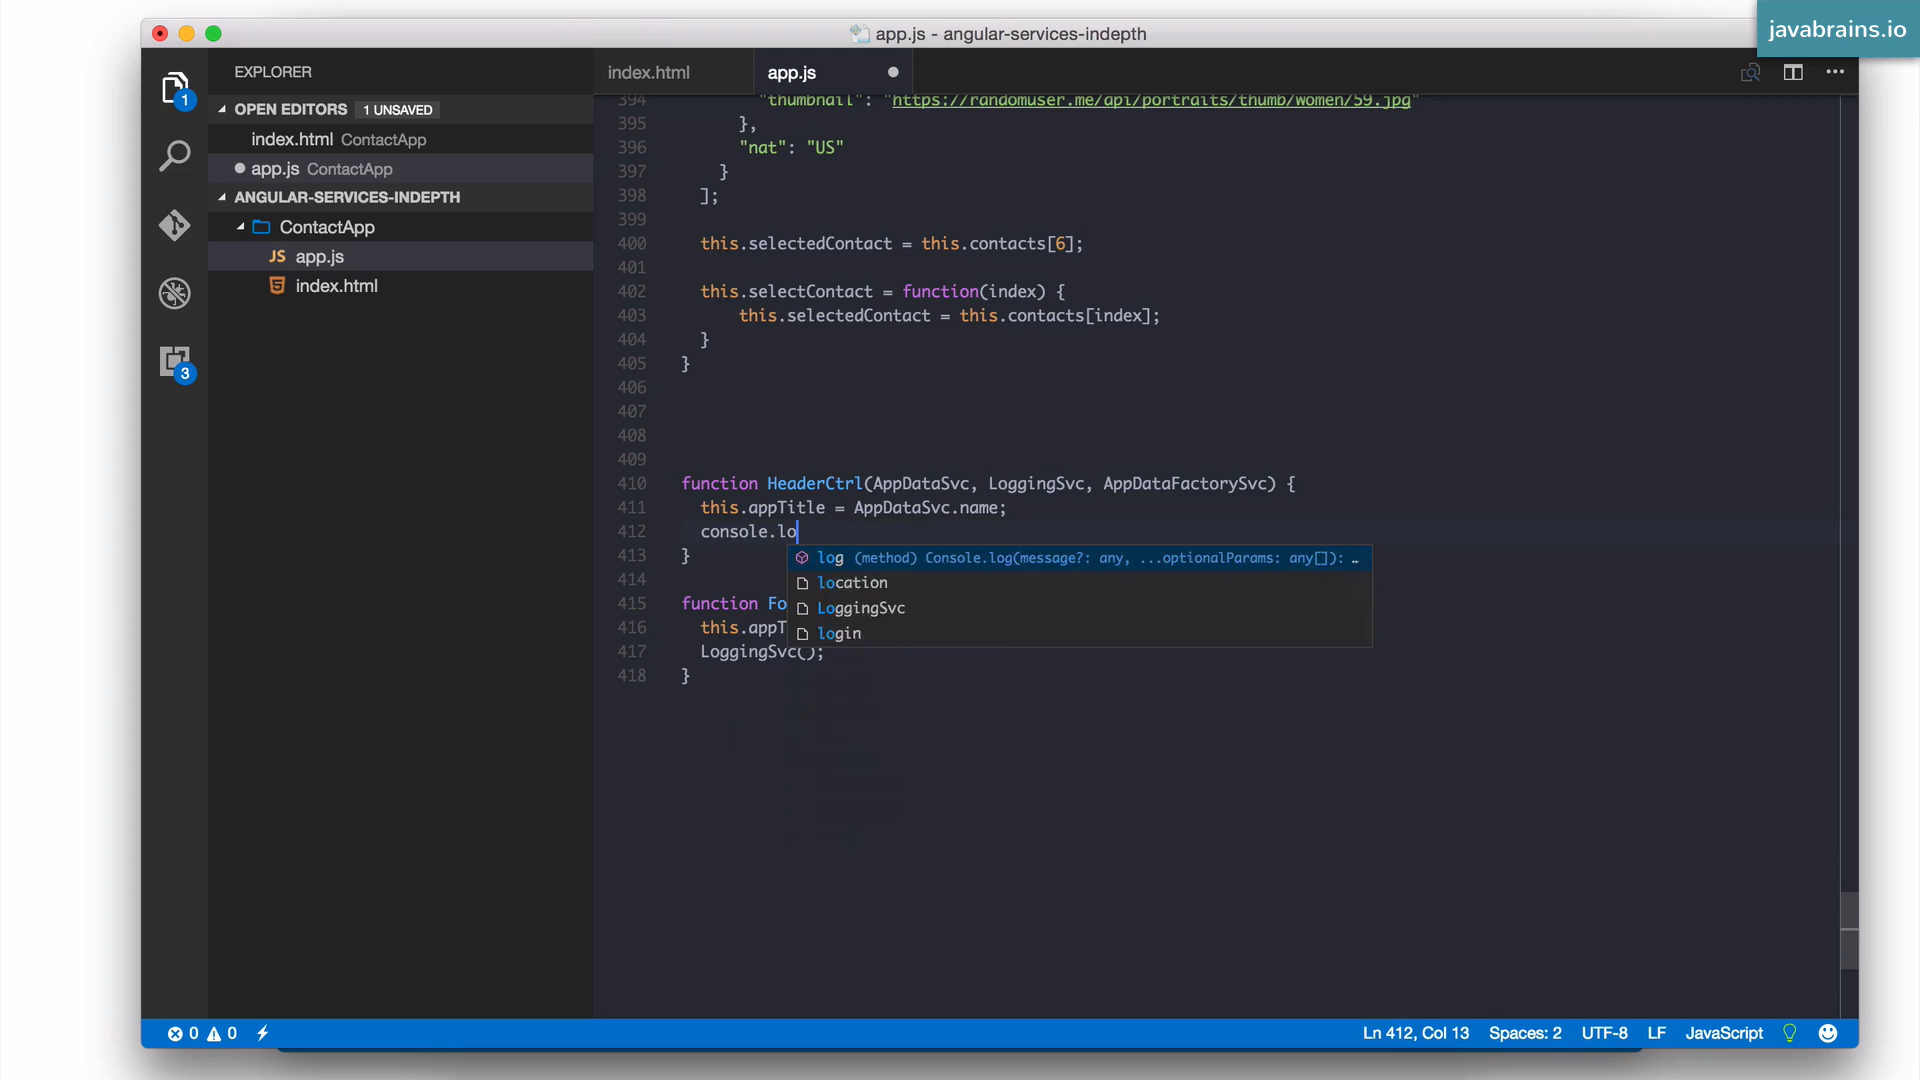 app.js - angular-services-indepth
javabrains.io
EXPLORER
OPEN EDITORS 1 UNSAVED
index.html ContactApp
app.js ContactApp
ANGULAR-SERVICES-INDEPTH
ContactApp
JS app.js
index.html
1
3
index.html
app.js
394 "thumbnail": "https://randomuser.me/api/portraits/thumb/women/59.jpg"
395 },
396 "nat": "US"
397 }
398 ];
399
400 this.selectedContact = this.contacts[6];
401
402 this.selectContact = function(index) {
403 this.selectedContact = this.contacts[index];
404 }
405 }
406
407
408
409
410 function HeaderCtrl(AppDataSvc, LoggingSvc, AppDataFactorySvc) {
411 this.appTitle = AppDataSvc.name;
412 console.lo
413 }
log (method) Console.log(message?: any, ...optionalParams: any[]): …
location
LoggingSvc
login
414
415 function Fo
416 this.appT
417 LoggingSvc();
418 }
0 0
Ln 412, Col 13 Spaces: 2 UTF-8 LF JavaScript